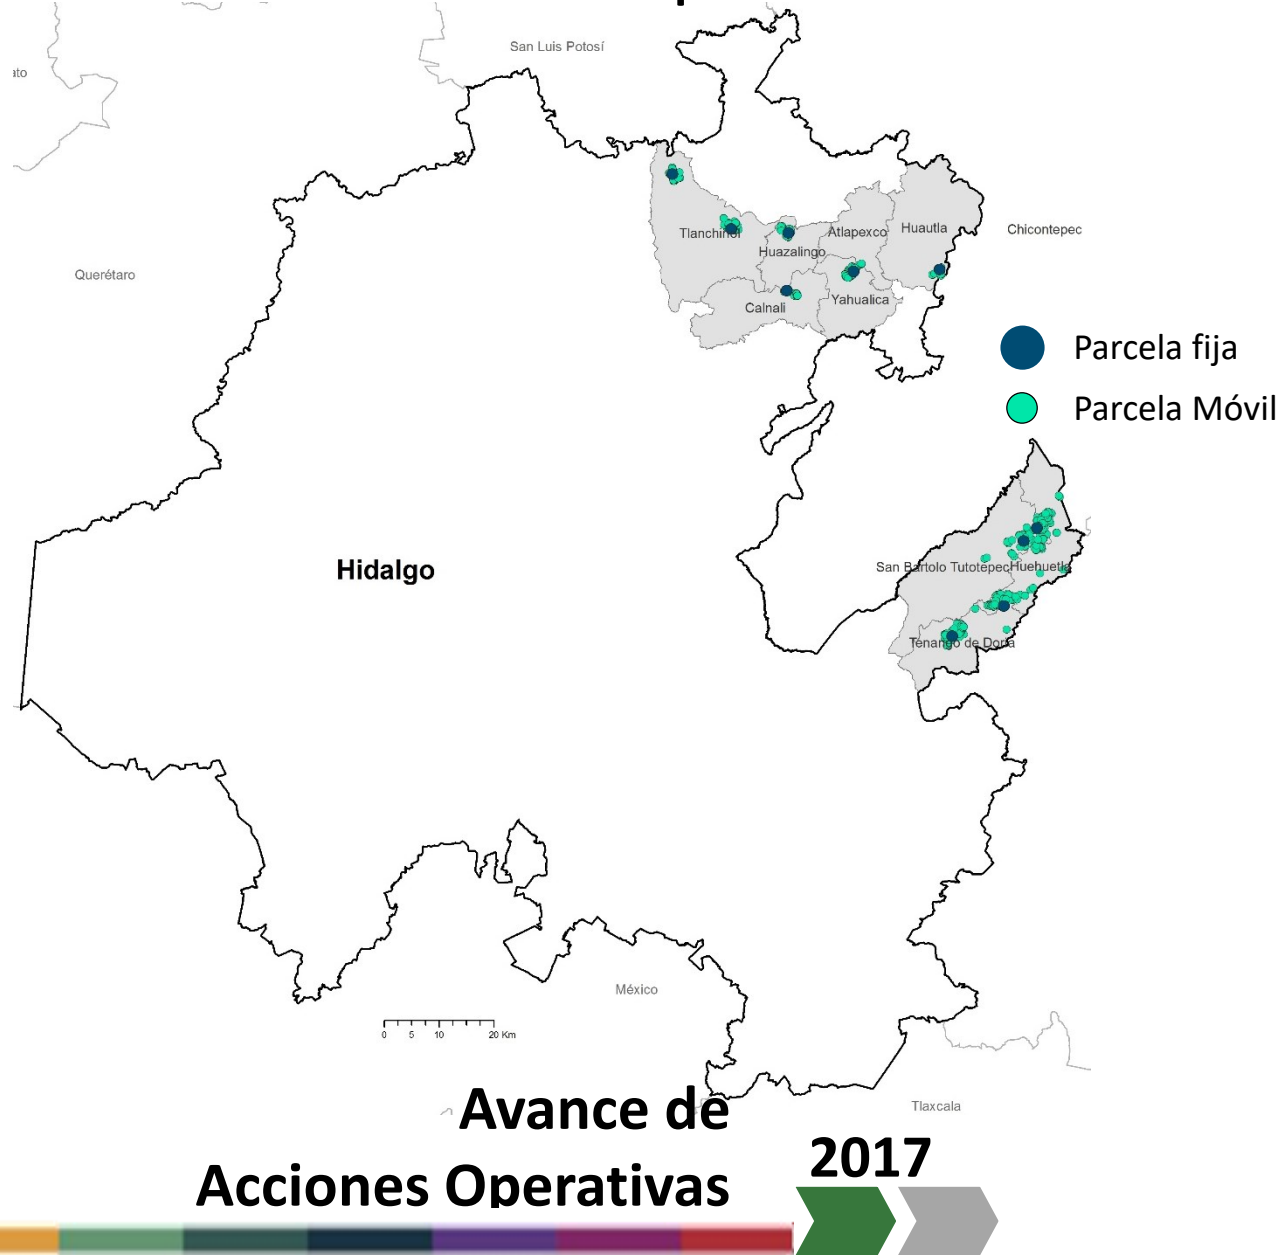 San Luis Potosí
ato
Tlanchinol
Atlapexco
Huautla
Chicontepec
Huazalingo
Querétaro
Calnali
Yahualica
Parcela fija
Parcela Móvil
Hidalgo
San Bartolo Tutotepec
Huehuetla
Tenango de Doria
México
0 5 10 20 Km
Avance de
Tlaxcala
2017
Acciones Operativas